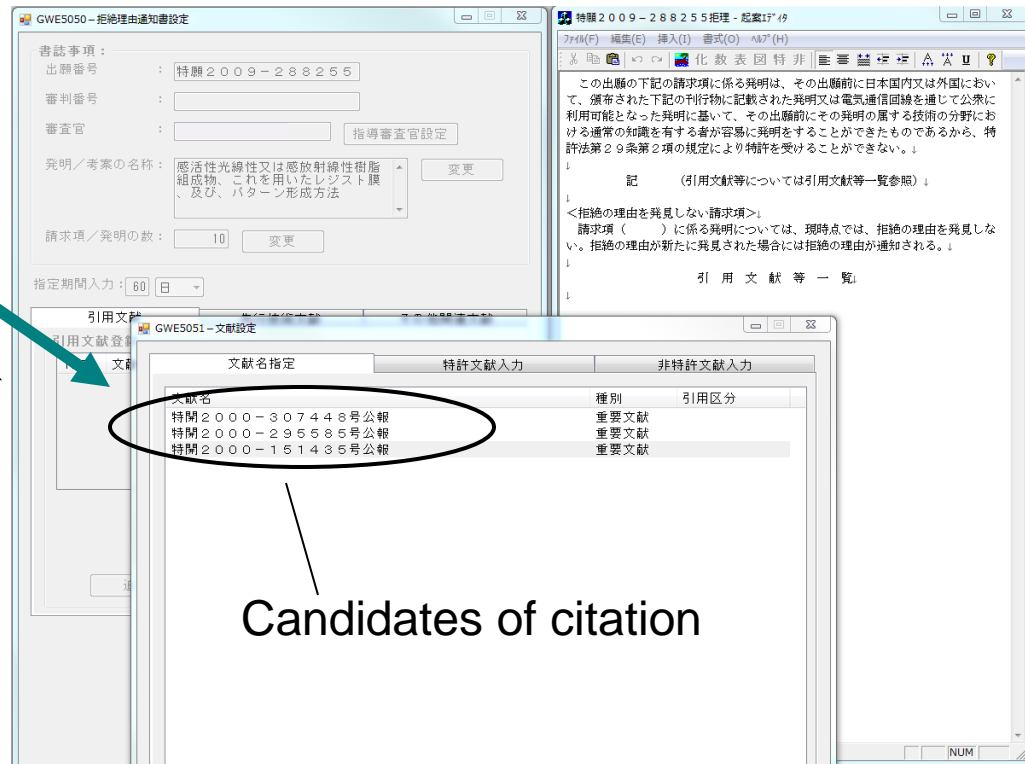 GWE5050－拒絶理由通知書設定
書誌事項：
出願番号 ： 特願２００９－２８８２５５
審判番号 ：
審査官 ： 指導審査官設定
発明／考案の名称： 感活性光線性又は感放射線性樹脂
組成物、これを用いたレジスト膜
、及び、パターン形成方法
変更
請求項／発明の数： 10 変更
指定期間入力： 60 日
引用文献
引用文献登
GWE5051－文献設定
文献名指定 特許文献入力 非特許文献入力
文献名 種別 引用区分
特開２０００－３０７４４８号公報 重要文献
特開２０００－２９５５８５号公報 重要文献
特開２０００－１５１４３５号公報 重要文献
Candidates of citation
特願２００９－２８８２５５拒理 - 起案ｴﾃﾞｨﾀ
ﾌｧｲﾙ(F) 編集(E) 挿入(I) 書式(O) ﾍﾙﾌﾟ(H)
化 数 表 図 特 非
この出願の下記の請求項に係る発明は、その出願前に日本国内又は外国におい
て、頒布された下記の刊行物に記載された発明又は電気通信回線を通じて公衆に
利用可能となった発明に基いて、その出願前にその発明の属する技術の分野にお
ける通常の知識を有する者が容易に発明をすることができたものであるから、特
許法第２９条第２項の規定により特許を受けることができない。↓
↓
記 （引用文献等については引用文献等一覧参照）↓
↓
＜拒絶の理由を発見しない請求項＞↓
請求項（　　　）に係る発明については、現時点では、拒絶の理由を発見しな
い。拒絶の理由が新たに発見された場合には拒絶の理由が通知される。↓
↓
引 用 文 献 等 一 覧↓
↓
NUM